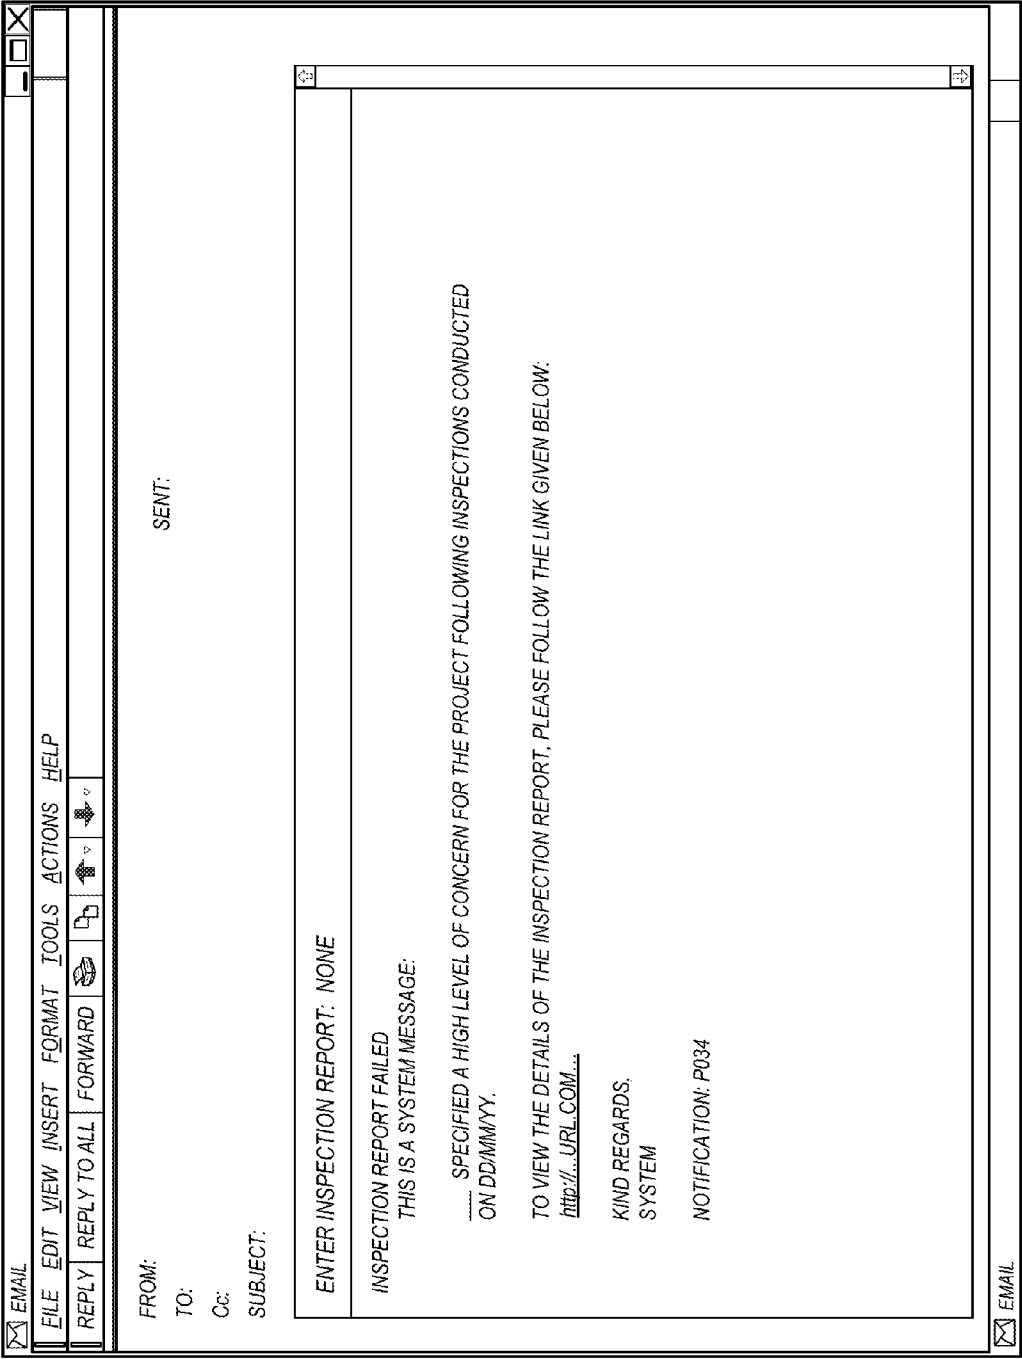 EMAIL
FILE EDIT VIEW INSERT FORMAT TOOLS ACTIONS HELP
REPLY REPLY TO ALL FORWARD
FROM:
SENT:
TO:
Cc:
SUBJECT:
ENTER INSPECTION REPORT: NONE
INSPECTION REPORT FAILED
THIS IS A SYSTEM MESSAGE:
___ SPECIFIED A HIGH LEVEL OF CONCERN FOR THE PROJECT FOLLOWING INSPECTIONS CONDUCTED
ON DD/MM/YY.
TO VIEW THE DETAILS OF THE INSPECTION REPORT, PLEASE FOLLOW THE LINK GIVEN BELOW:
http://...URL.COM...
KIND REGARDS,
SYSTEM
NOTIFICATION: P034
EMAIL